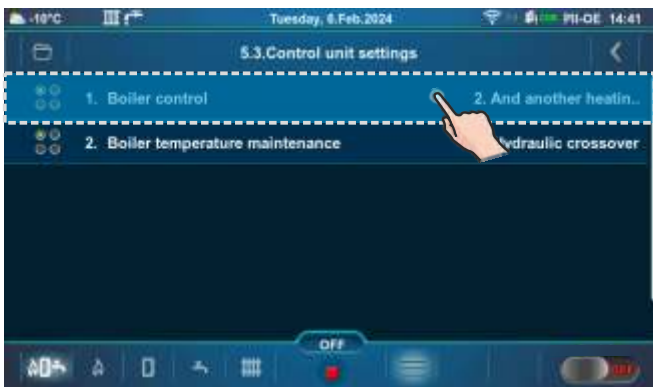 -10°C Tuesday, 6.Feb.2024 PII-OE 14:41
5.3.Control unit settings
1. Boiler control 2. And another heatin..
2. Boiler temperature maintenance ydraulic crossover
OFF
OFF